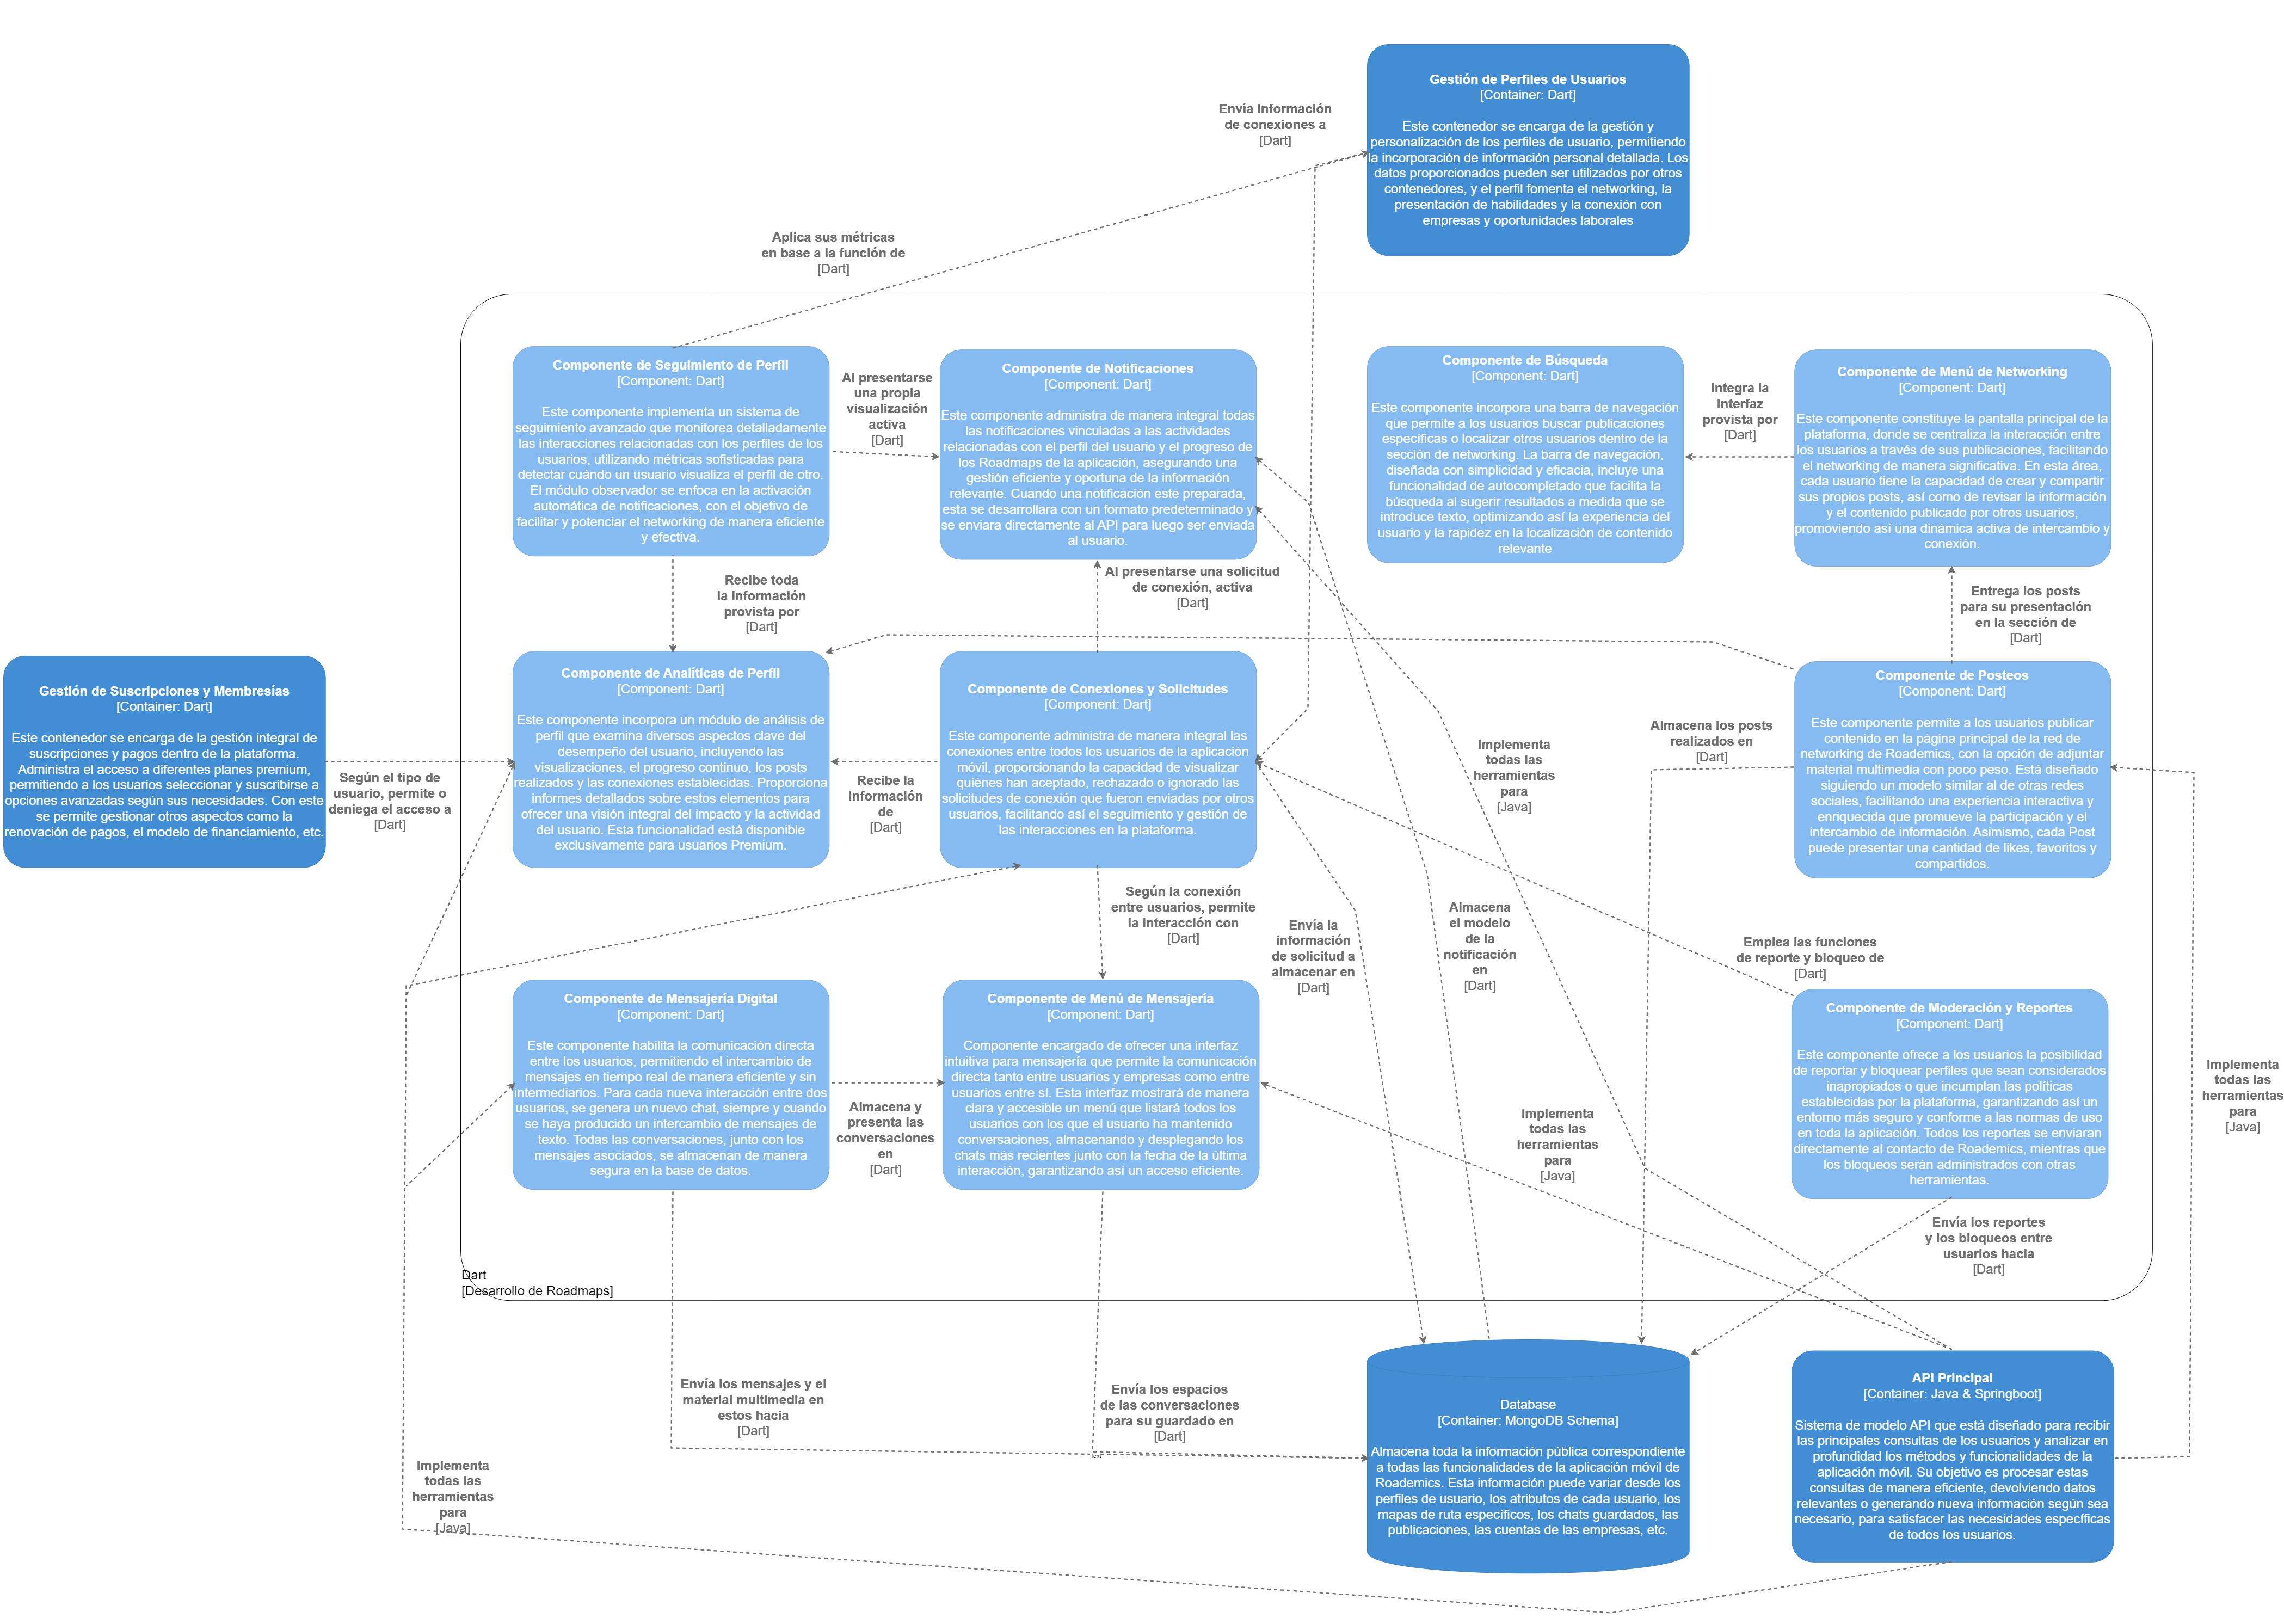 Gestión de Perfiles de Usuarios
[Container: Dart]
Este contenedor se encarga de la gestión y
personalización de los perfiles de usuario, permitiendo
la incorporación de información personal detallada. Los
datos proporcionados pueden ser utilizados por otros
contenedores, y el perfil fomenta el networking, la
presentación de habilidades y la conexión con
empresas y oportunidades laborales
Envía información
de conexiones a
[Dart]
Aplica sus métricas
en base a la función de
[Dart]
Componente de Seguimiento de Perfil
[Component: Dart]
Este componente implementa un sistema de
seguimiento avanzado que monitorea detalladamente
las interacciones relacionadas con los perfiles de los
usuarios, utilizando métricas sofisticadas para
detectar cuándo un usuario visualiza el perfil de otro.
El módulo observador se enfoca en la activación
automática de notificaciones, con el objetivo de
facilitar y potenciar el networking de manera eficiente
y efectiva.
Al presentarse
una propia
visualización
activa
[Dart]
Componente de Notificaciones
[Component: Dart]
Este componente administra de manera integral todas
las notificaciones vinculadas a las actividades
relacionadas con el perfil del usuario y el progreso de
los Roadmaps de la aplicación, asegurando una
gestión eficiente y oportuna de la información
relevante. Cuando una notificación este preparada,
esta se desarrollara con un formato predeterminado y
se enviara directamente al API para luego ser enviada
al usuario.
Componente de Búsqueda
[Component: Dart]
Este componente incorpora una barra de navegación
que permite a los usuarios buscar publicaciones
específicas o localizar otros usuarios dentro de la
sección de networking. La barra de navegación,
diseñada con simplicidad y eficacia, incluye una
funcionalidad de autocompletado que facilita la
búsqueda al sugerir resultados a medida que se
introduce texto, optimizando así la experiencia del
usuario y la rapidez en la localización de contenido
relevante
Integra la
interfaz
provista por
[Dart]
Componente de Menú de Networking
[Component: Dart]
Este componente constituye la pantalla principal de la
plataforma, donde se centraliza la interacción entre
los usuarios a través de sus publicaciones, facilitando
el networking de manera significativa. En esta área,
cada usuario tiene la capacidad de crear y compartir
sus propios posts, así como de revisar la información
y el contenido publicado por otros usuarios,
promoviendo así una dinámica activa de intercambio y
conexión.
Recibe toda
la información
provista por
[Dart]
Al presentarse una solicitud
de conexión, activa
[Dart]
Entrega los posts
para su presentación
en la sección de
[Dart]
Gestión de Suscripciones y Membresías
[Container: Dart]
Este contenedor se encarga de la gestión integral de
suscripciones y pagos dentro de la plataforma.
Administra el acceso a diferentes planes premium,
permitiendo a los usuarios seleccionar y suscribirse a
opciones avanzadas según sus necesidades. Con este
se permite gestionar otros aspectos como la
renovación de pagos, el modelo de financiamiento, etc.
Según el tipo de
usuario, permite o
deniega el acceso a
[Dart]
Componente de Analíticas de Perfil
[Component: Dart]
Este componente incorpora un módulo de análisis de
perfil que examina diversos aspectos clave del
desempeño del usuario, incluyendo las
visualizaciones, el progreso continuo, los posts
realizados y las conexiones establecidas. Proporciona
informes detallados sobre estos elementos para
ofrecer una visión integral del impacto y la actividad
del usuario. Esta funcionalidad está disponible
exclusivamente para usuarios Premium.
Recibe la
información
de
[Dart]
Componente de Conexiones y Solicitudes
[Component: Dart]
Este componente administra de manera integral las
conexiones entre todos los usuarios de la aplicación
móvil, proporcionando la capacidad de visualizar
quiénes han aceptado, rechazado o ignorado las
solicitudes de conexión que fueron enviadas por otros
usuarios, facilitando así el seguimiento y gestión de
las interacciones en la plataforma.
Implementa
todas las
herramientas
para
[Java]
Almacena los posts
realizados en
[Dart]
Componente de Posteos
[Component: Dart]
Este componente permite a los usuarios publicar
contenido en la página principal de la red de
networking de Roademics, con la opción de adjuntar
material multimedia con poco peso. Está diseñado
siguiendo un modelo similar al de otras redes
sociales, facilitando una experiencia interactiva y
enriquecida que promueve la participación y el
intercambio de información. Asimismo, cada Post
puede presentar una cantidad de likes, favoritos y
compartidos.
Según la conexión
entre usuarios, permite
la interacción con
[Dart]
Envía la
información
de solicitud a
almacenar en
[Dart]
Almacena
el modelo
de la
notificación
en
[Dart]
Emplea las funciones
de reporte y bloqueo de
[Dart]
Componente de Mensajería Digital
[Component: Dart]
Este componente habilita la comunicación directa
entre los usuarios, permitiendo el intercambio de
mensajes en tiempo real de manera eficiente y sin
intermediarios. Para cada nueva interacción entre dos
usuarios, se genera un nuevo chat, siempre y cuando
se haya producido un intercambio de mensajes de
texto. Todas las conversaciones, junto con los
mensajes asociados, se almacenan de manera
segura en la base de datos.
Almacena y
presenta las
conversaciones
en
[Dart]
Componente de Menú de Mensajería
[Component: Dart]
Componente encargado de ofrecer una interfaz
intuitiva para mensajería que permite la comunicación
directa tanto entre usuarios y empresas como entre
usuarios entre sí. Esta interfaz mostrará de manera
clara y accesible un menú que listará todos los
usuarios con los que el usuario ha mantenido
conversaciones, almacenando y desplegando los
chats más recientes junto con la fecha de la última
interacción, garantizando así un acceso eficiente.
Implementa
todas las
herramientas
para
[Java]
Componente de Moderación y Reportes
[Component: Dart]
Este componente ofrece a los usuarios la posibilidad
de reportar y bloquear perfiles que sean considerados
inapropiados o que incumplan las políticas
establecidas por la plataforma, garantizando así un
entorno más seguro y conforme a las normas de uso
en toda la aplicación. Todos los reportes se enviaran
directamente al contacto de Roademics, mientras que
los bloqueos serán administrados con otras
herramientas.
Implementa
todas las
herramientas
para
[Java]
Envía los reportes
y los bloqueos entre
usuarios hacia
[Dart]
Dart
[Desarrollo de Roadmaps]
Envía los mensajes y el
material multimedia en
estos hacia
[Dart]
Envía los espacios
de las conversaciones
para su guardado en
[Dart]
Text
Database
[Container: MongoDB Schema]
Almacena toda la información pública correspondiente
a todas las funcionalidades de la aplicación móvil de
Roademics. Esta información puede variar desde los
perfiles de usuario, los atributos de cada usuario, los
mapas de ruta específicos, los chats guardados, las
publicaciones, las cuentas de las empresas, etc.
API Principal
[Container: Java & Springboot]
Sistema de modelo API que está diseñado para recibir
las principales consultas de los usuarios y analizar en
profundidad los métodos y funcionalidades de la
aplicación móvil. Su objetivo es procesar estas
consultas de manera eficiente, devolviendo datos
relevantes o generando nueva información según sea
necesario, para satisfacer las necesidades específicas
de todos los usuarios.
Implementa
todas las
herramientas
para
[Java]